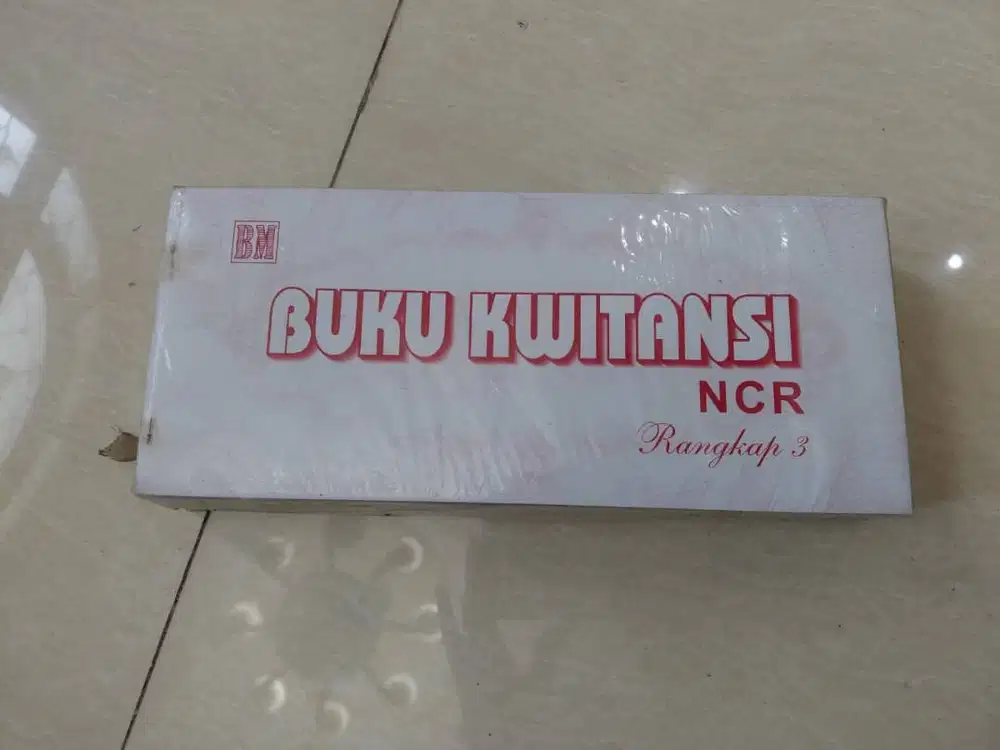 BM
BUKU KWITANSI
NCR
Rangkap 3